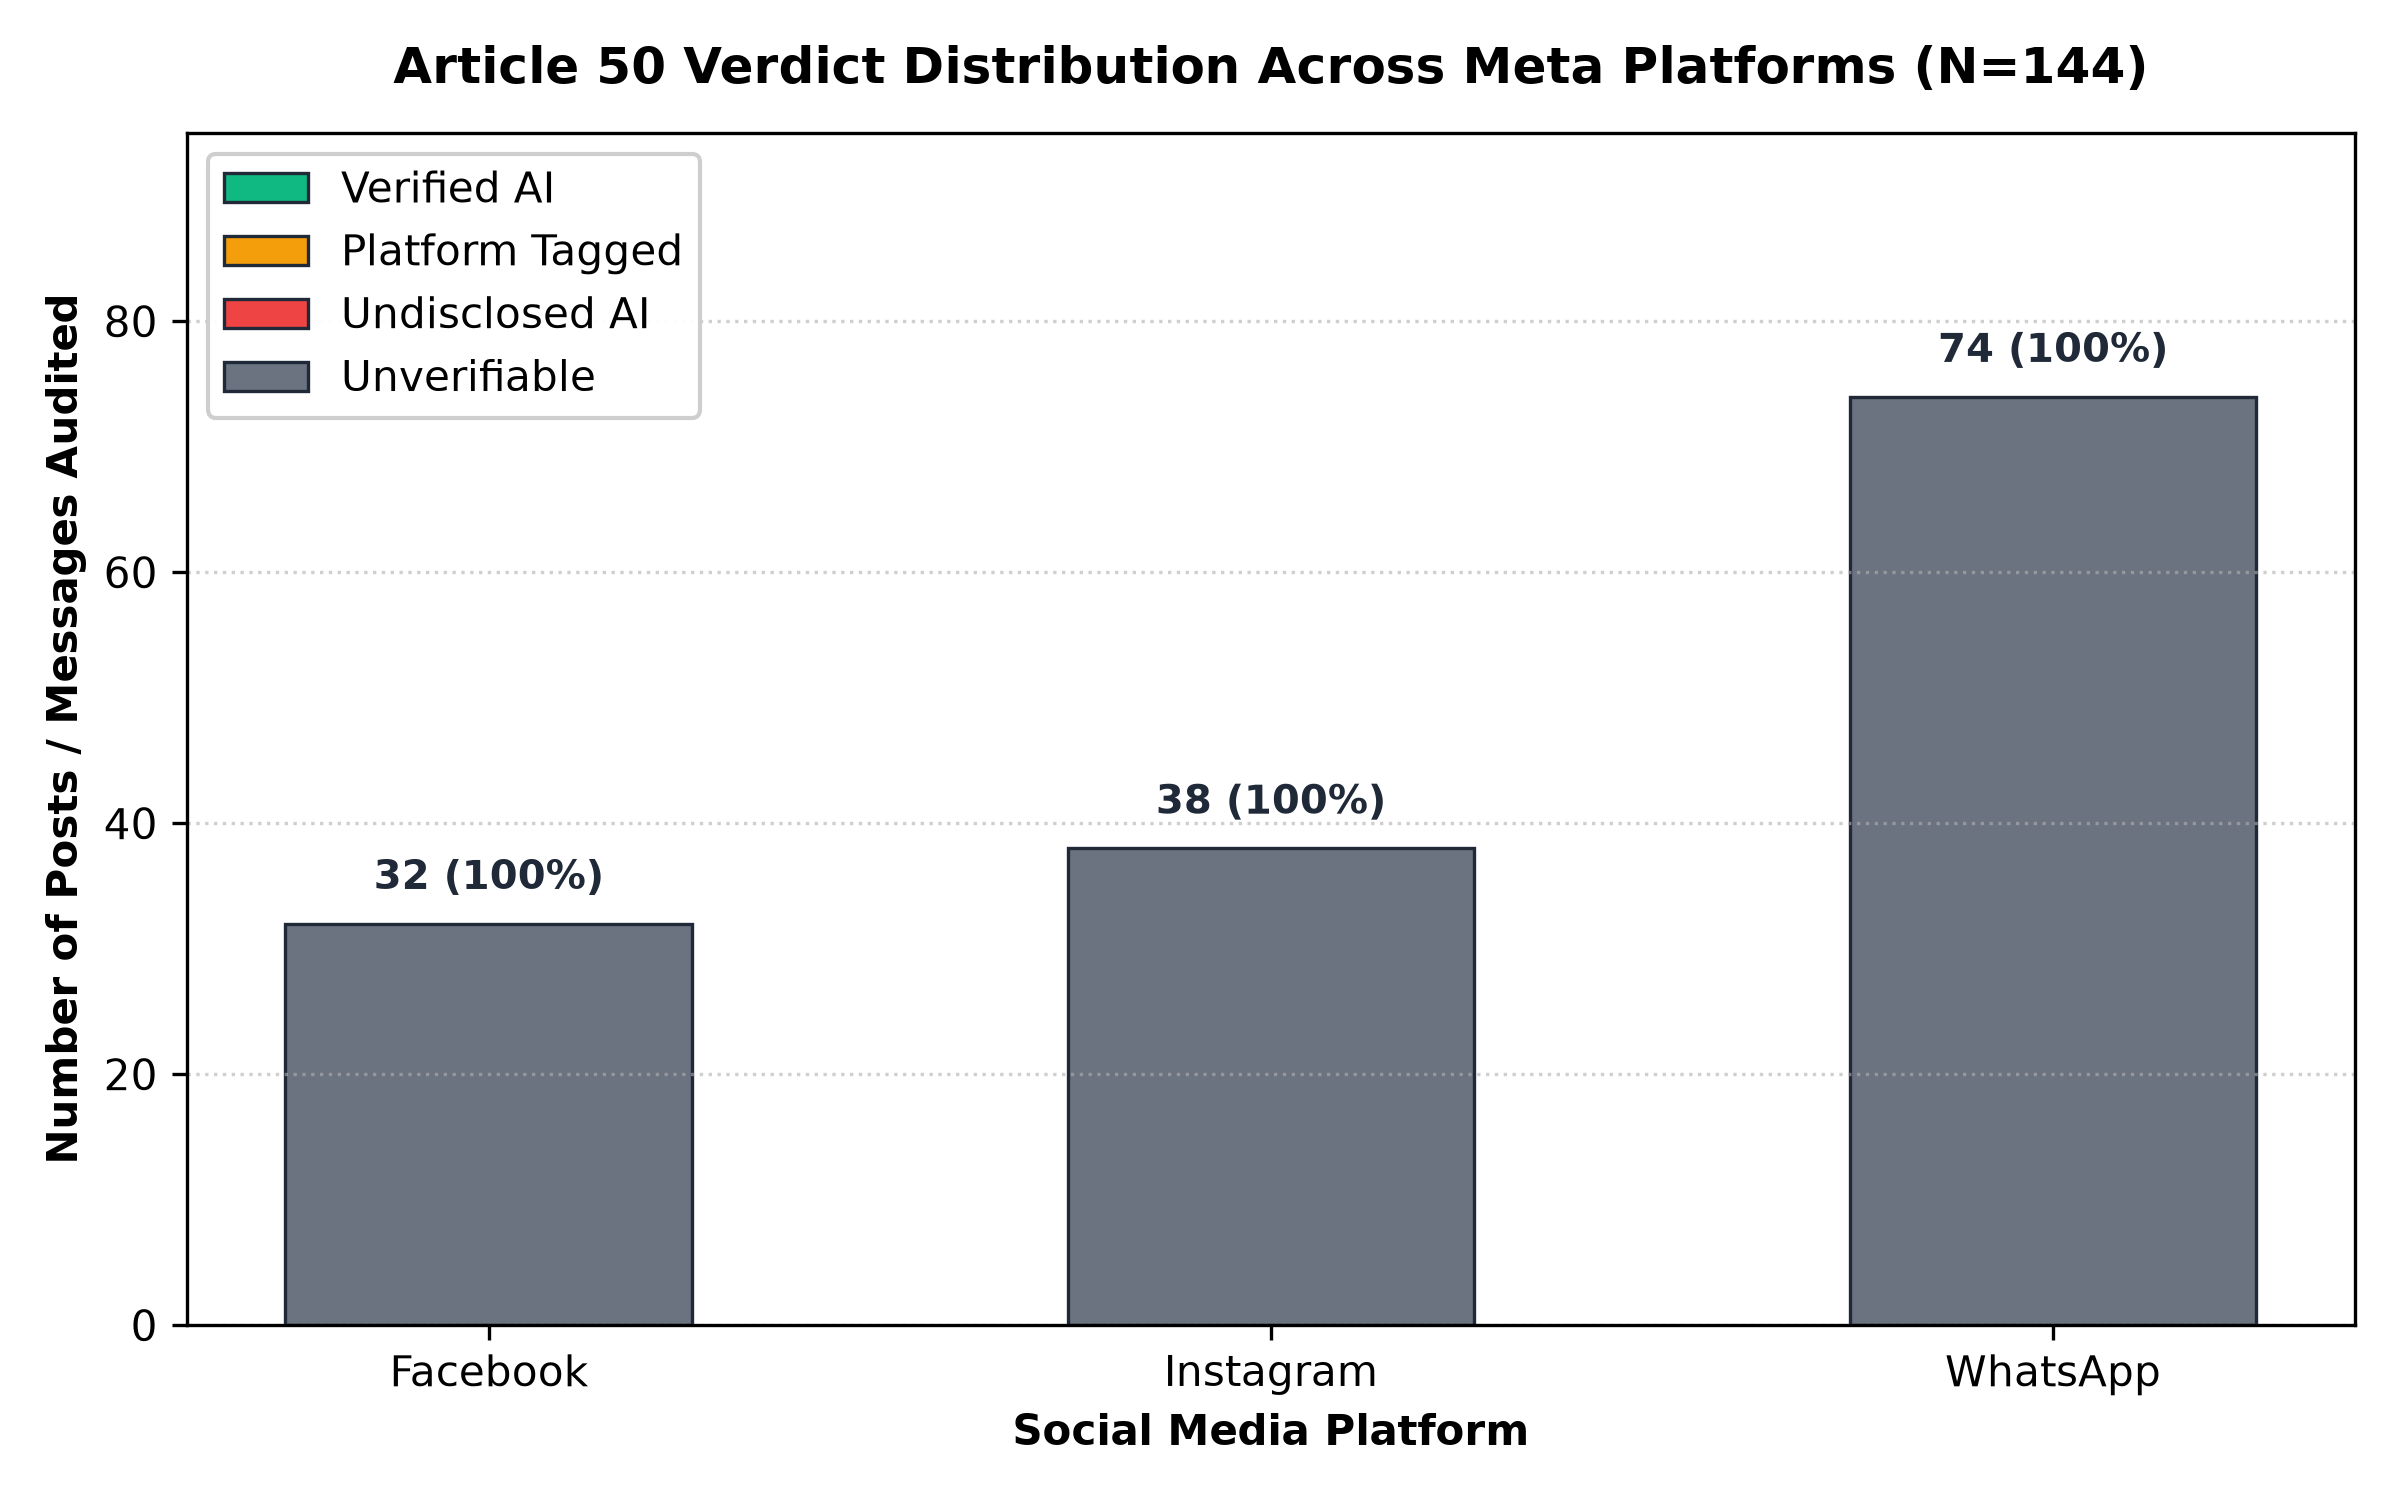 Article 50 Verdict Distribution Across Meta Platforms (N=144)
Verified AI
Platform Tagged
Undisclosed AI
Unverifiable
Number of Posts / Messages Audited
80
60
40
20
0
32 (100%)
38 (100%)
74 (100%)
Facebook
Instagram
WhatsApp
Social Media Platform